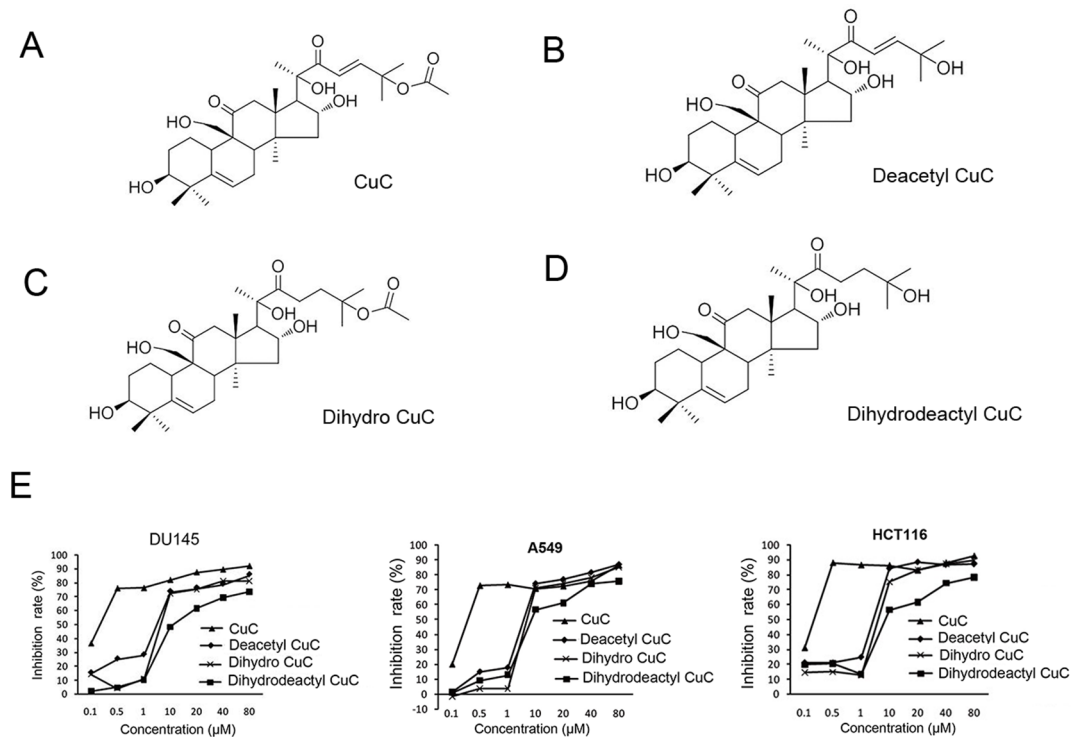 A
O
O
OH
O
OH
O
HO
HO
CuC
B
O
OH
OH
OH
O
HO
HO
Deacetyl CuC
C
O
O
OH
O
OH
O
HO
HO
Dihydro CuC
D
O
OH
OH
OH
O
HO
HO
Dihydrodeactyl CuC
E
DU145
Inhibition rate (%)
100
90
80
70
60
50
40
30
20
10
0
0.1 0.5 1 10 20 40 80
Concentration (µM)
CuC
Deacetyl CuC
Dihydro CuC
Dihydrodeactyl CuC
A549
Inhibition rate (%)
100
90
80
70
60
50
40
30
20
10
0
-10
0.1 0.5 1 10 20 40 80
Concentration (µM)
CuC
Deacetyl CuC
Dihydro CuC
Dihydrodeactyl CuC
HCT116
Inhibition rate (%)
100
90
80
70
60
50
40
30
20
10
0
0.1 0.5 1 10 20 40 80
Concentration (µM)
CuC
Deacetyl CuC
Dihydro CuC
Dihydrodeactyl CuC